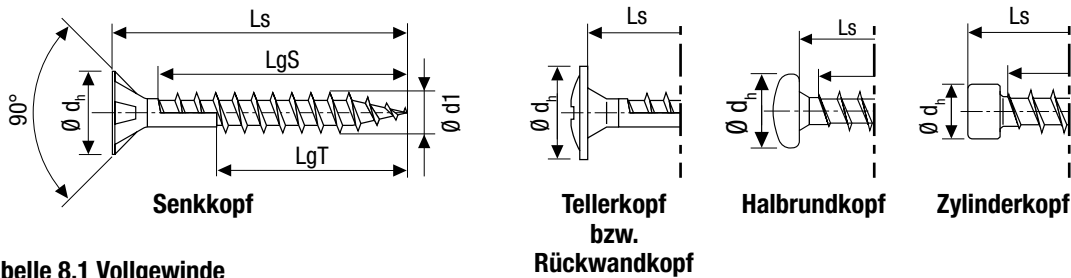 Ls
LgS
90°
Ø dh
Ø d1
LgT
Senkkopf
Ls
Ø dh
Tellerkopf
bzw.
Rückwandkopf
Ls
Ø dh
Halbrundkopf
Ls
Ø dh
Zylinderkopf
belle 8.1 Vollgewinde